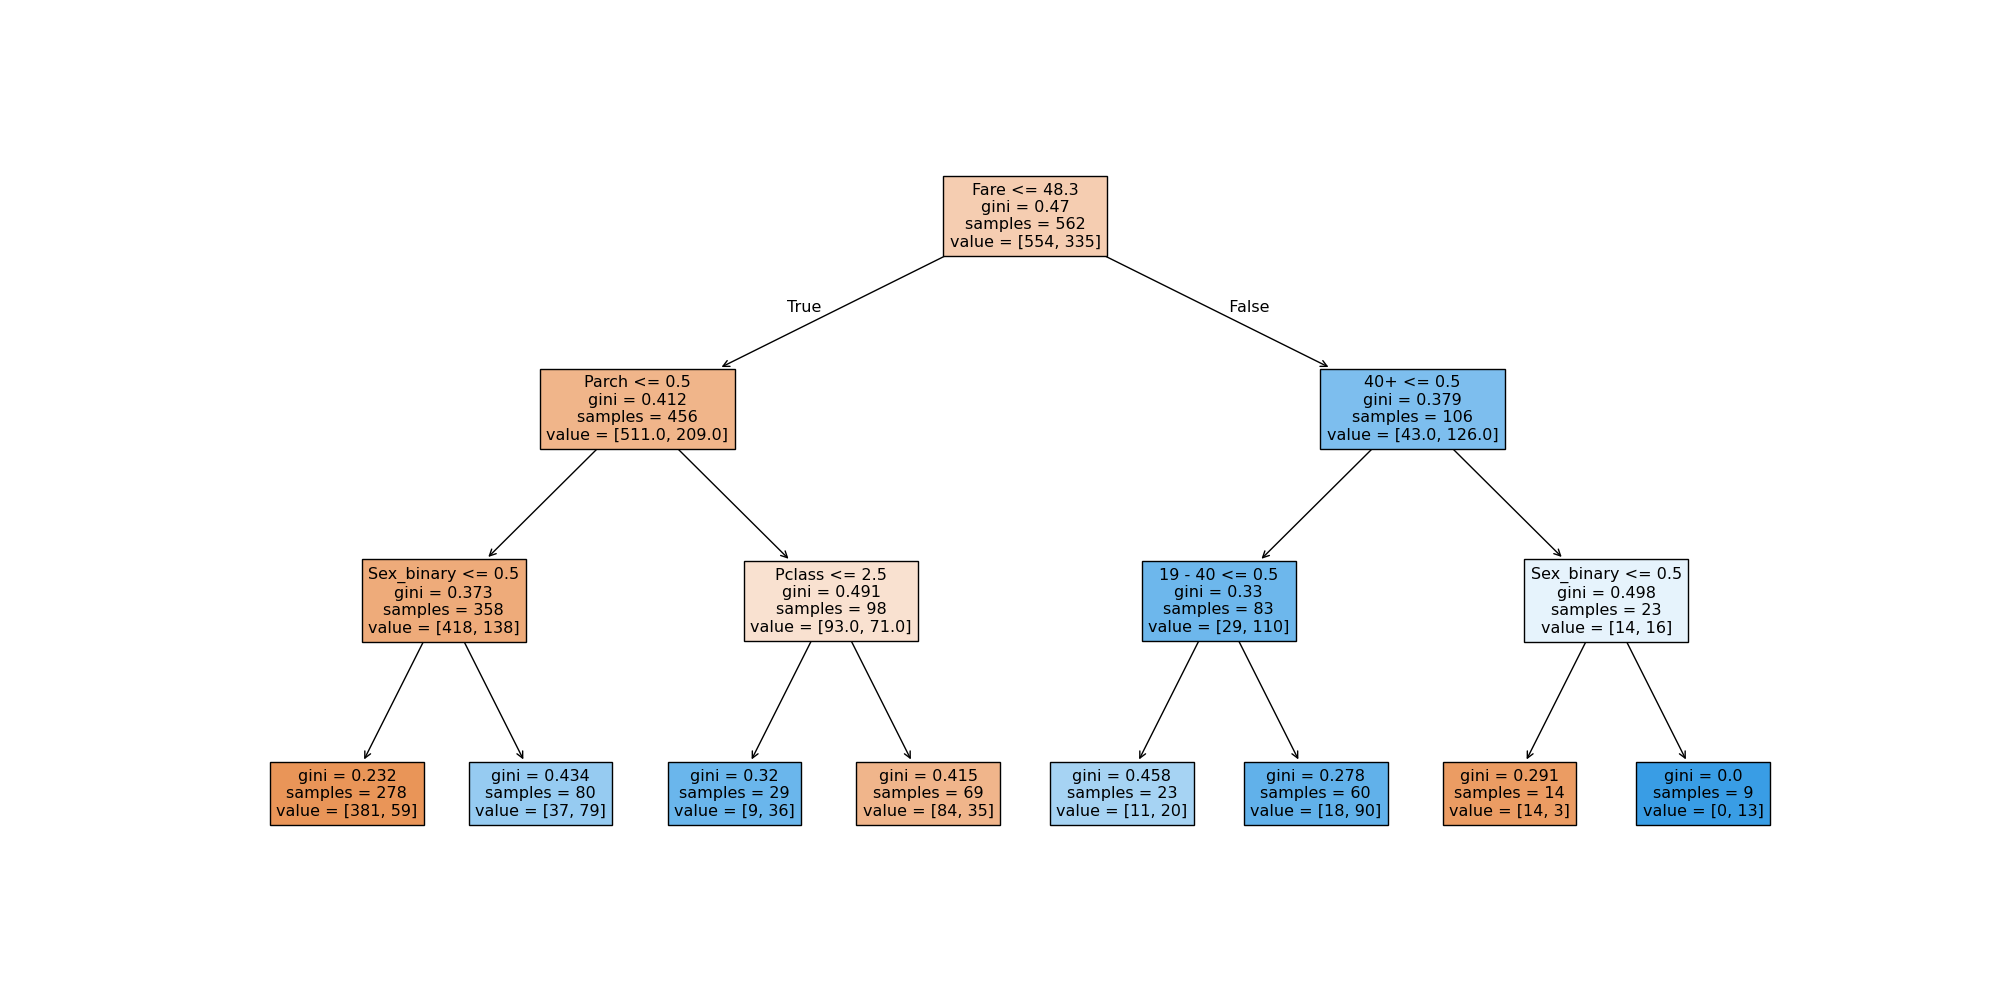 Fare <= 48.3
gini = 0.47
samples = 562
value = [554, 335]
True
False
Parch <= 0.5
gini = 0.412
samples = 456
value = [511.0, 209.0]
40+ <= 0.5
gini = 0.379
samples = 106
value = [43.0, 126.0]
Sex_binary <= 0.5
gini = 0.373
samples = 358
value = [418, 138]
Pclass <= 2.5
gini = 0.491
samples = 98
value = [93.0, 71.0]
19 - 40 <= 0.5
gini = 0.33
samples = 83
value = [29, 110]
Sex_binary <= 0.5
gini = 0.498
samples = 23
value = [14, 16]
gini = 0.232
samples = 278
value = [381, 59]
gini = 0.434
samples = 80
value = [37, 79]
gini = 0.32
samples = 29
value = [9, 36]
gini = 0.415
samples = 69
value = [84, 35]
gini = 0.458
samples = 23
value = [11, 20]
gini = 0.278
samples = 60
value = [18, 90]
gini = 0.291
samples = 14
value = [14, 3]
gini = 0.0
samples = 9
value = [0, 13]